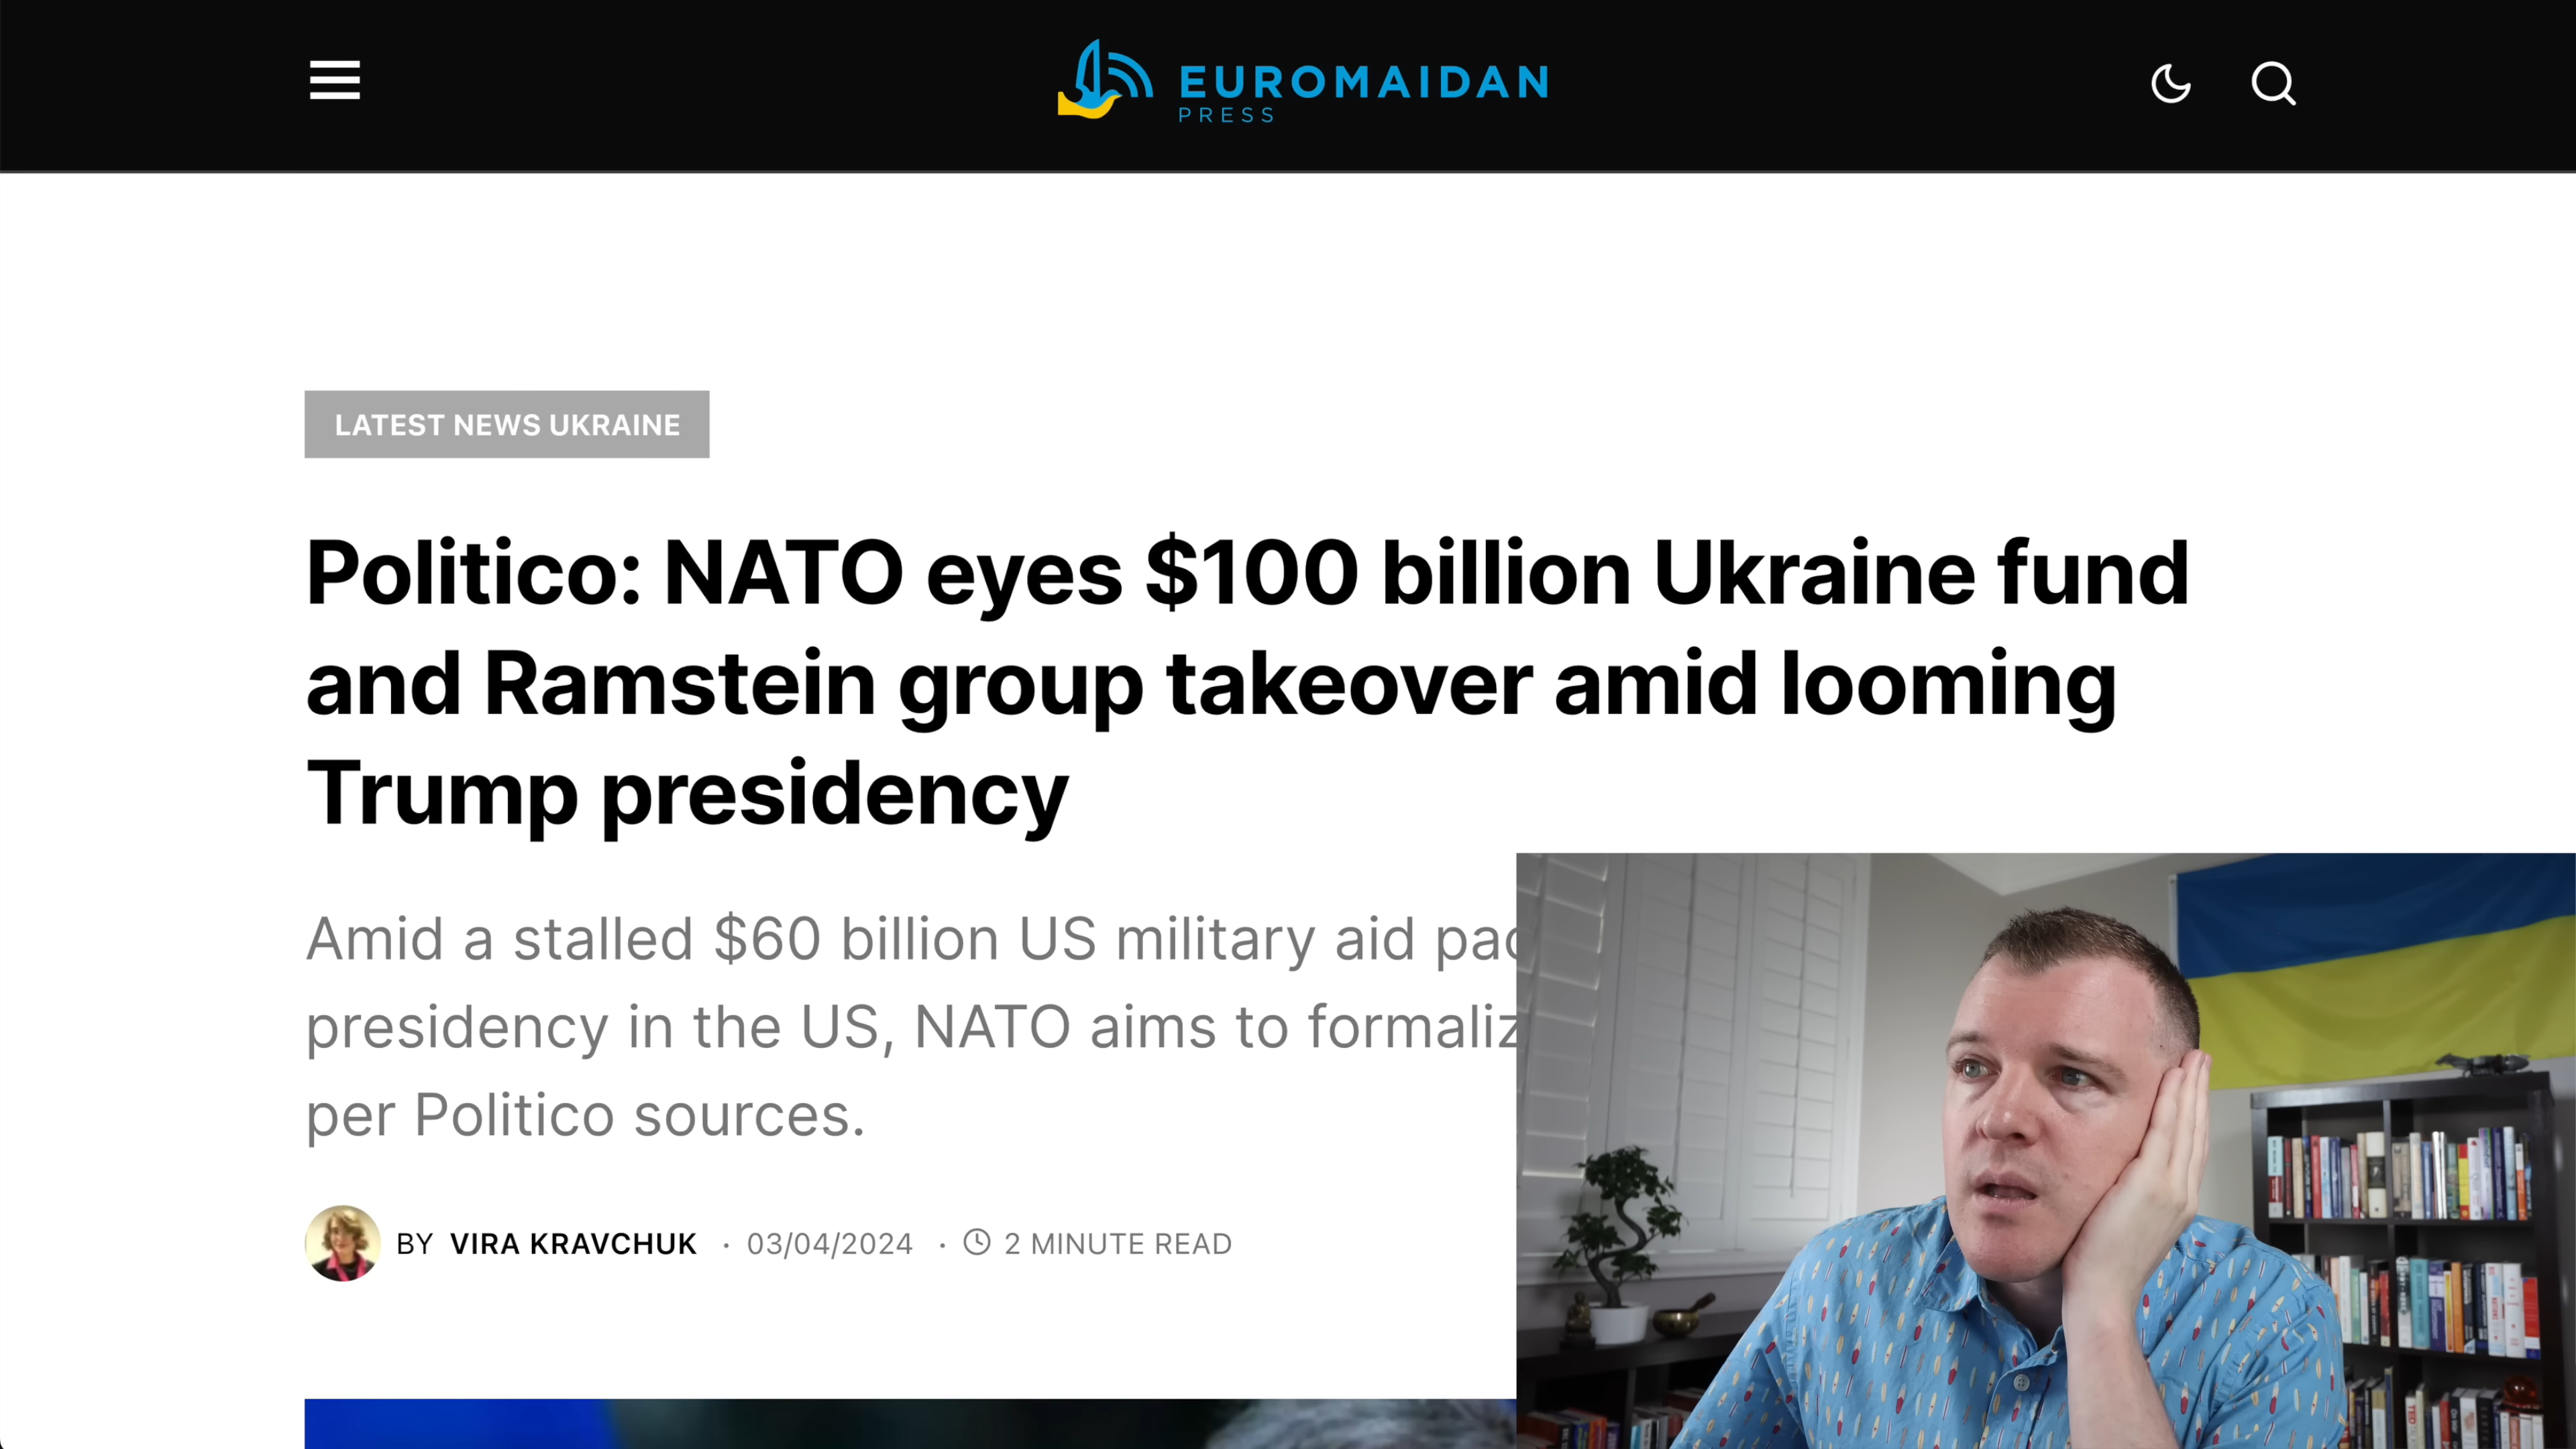 EUROMAIDAN
PRESS
LATEST NEWS UKRAINE
Politico: NATO eyes $100 billion Ukraine fund
and Ramstein group takeover amid looming
Trump presidency
Amid a stalled $60 billion US military aid
presidency in the US, NATO aims to
per Politico sources.
BY VIRA KRAVCHUK · 03/04/2024 · 2 MINUTE READ
TED